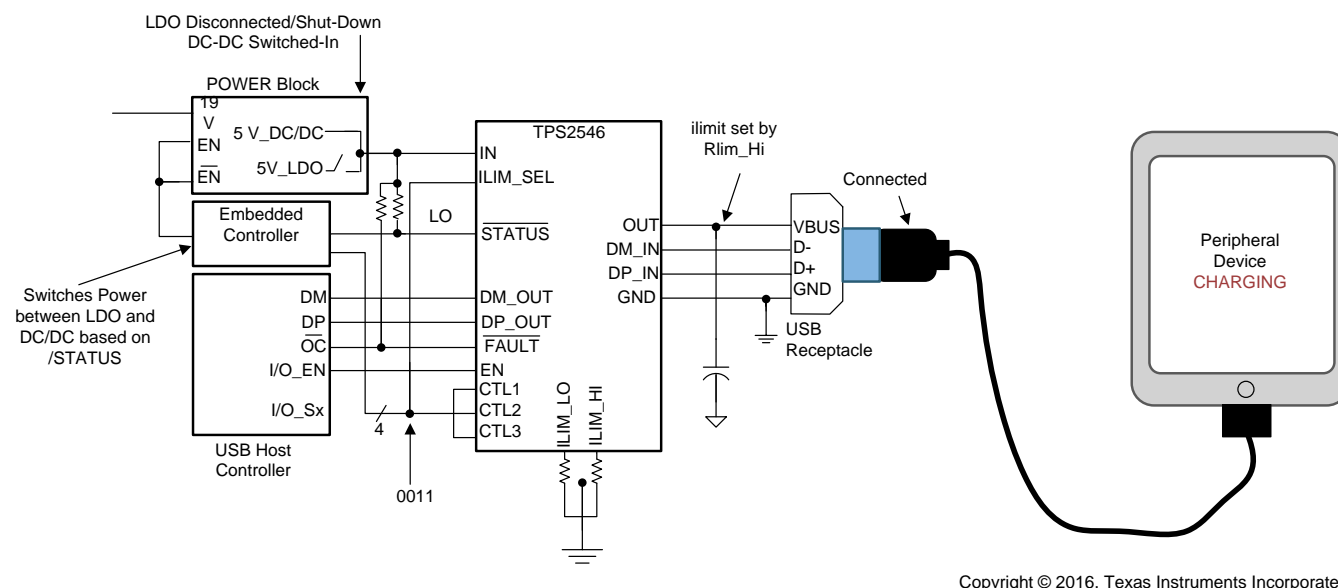 LDO Disconnected/Shut-Down
DC-DC Switched-In
POWER Block
19
V
EN
EN
5 V_DC/DC
5V_LDO
Embedded
Controller
Switches Power
between LDO and
DC/DC based on
/STATUS
DM
DP
OC
I/O_EN
I/O_Sx
USB Host
Controller
4
0011
LO
TPS2546
IN
ILIM_SEL
STATUS
DM_OUT
DP_OUT
FAULT
EN
CTL1
CTL2
CTL3
ILIM_LO
ILIM_HI
OUT
DM_IN
DP_IN
GND
ilimit set by
Rlim_Hi
VBUS
D-
D+
GND
USB
Receptacle
Connected
Peripheral
Device
CHARGING
Copyright © 2016, Texas Instruments Incorporate